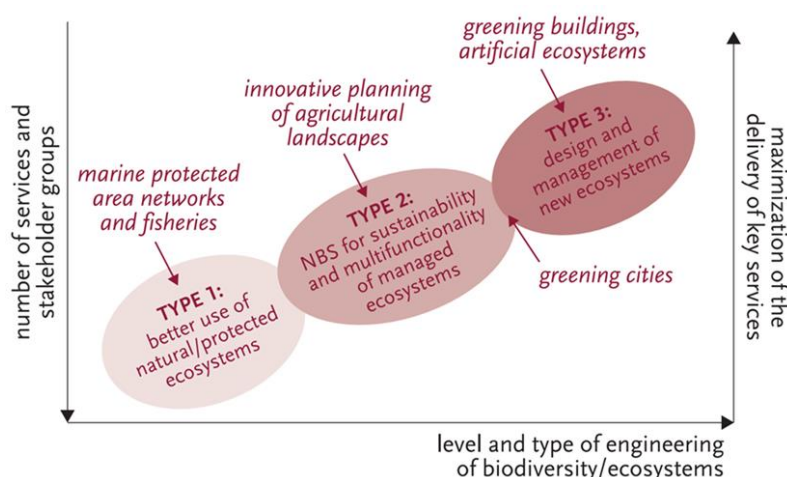 greening buildings,
artificial ecosystems
innovative planning
of agricultural
landscapes
marine protected
area networks
and fisheries
number of services and
stakeholder groups
TYPE 1:
better use of
natural/protected
ecosystems
TYPE 2:
NBS for sustainability
and multifunctionality
of managed
ecosystems
TYPE 3:
design and
management of
new ecosystems
greening cities
maximization of the
delivery of key services
level and type of engineering
of biodiversity/ecosystems